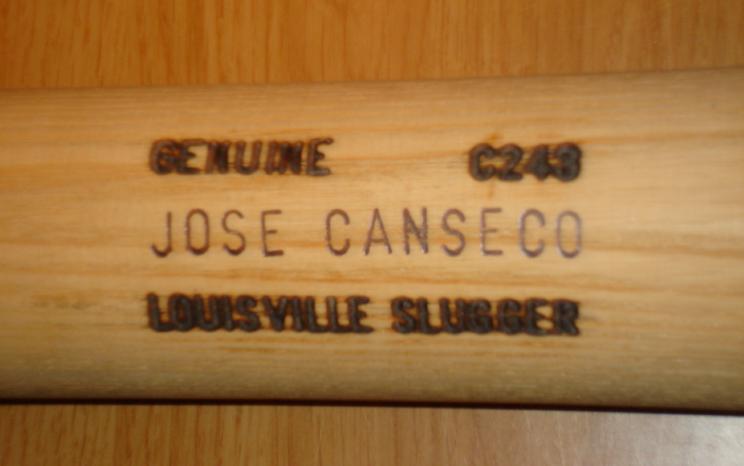 GENUINE C243
JOSE CANSECO
LOUISVILLE SLUGGER